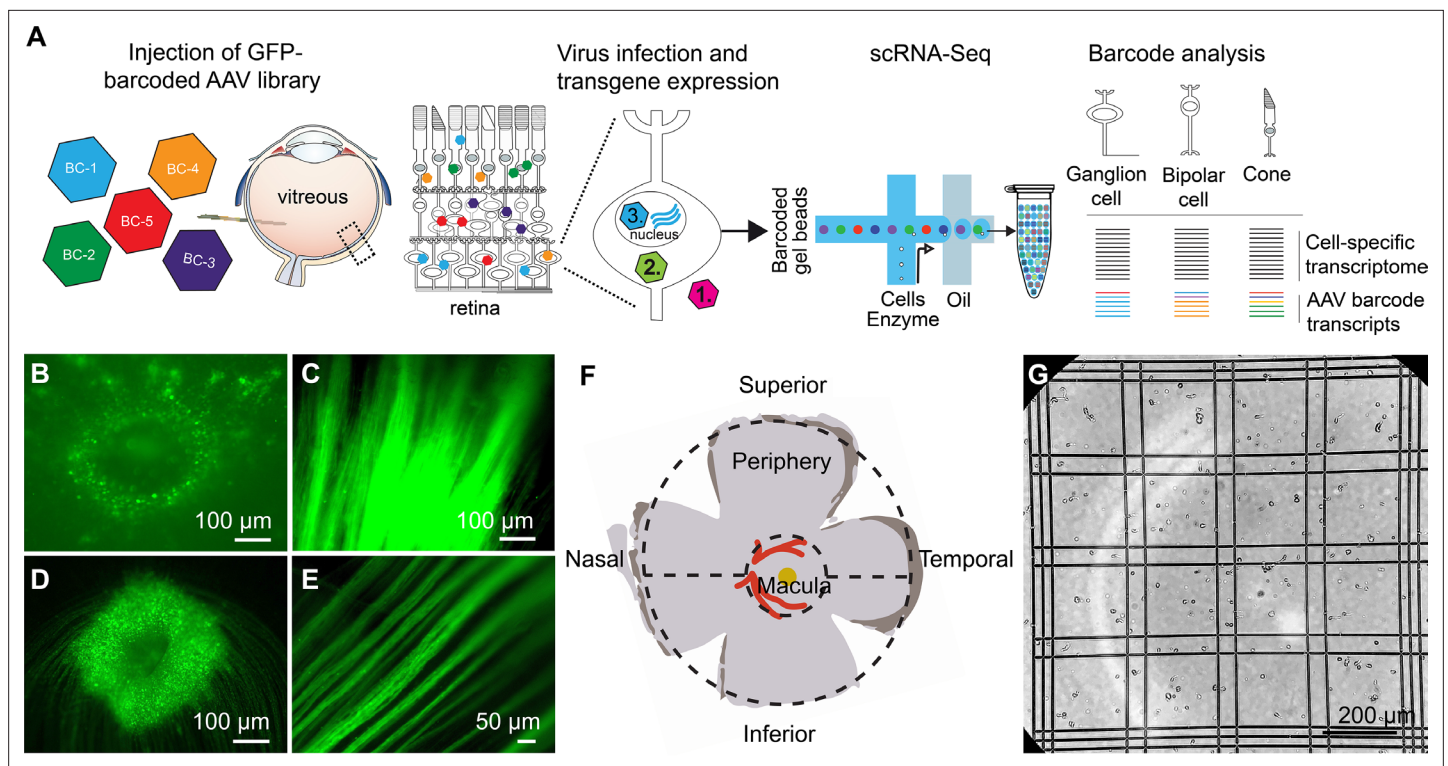 A
Injection of GFP-
barcoded AAV library
BC-1
BC-4
BC-5
BC-2
BC-3
vitreous
retina
Virus infection and
transgene expression
3.
nucleus
2.
1.
Barcoded
gel beads
scRNA-Seq
Cells
Enzyme
Oil
Barcode analysis
Ganglion
cell
Bipolar
cell
Cone
Cell-specific
transcriptome
AAV barcode
transcripts
B
100 µm
C
100 µm
D
100 µm
E
50 µm
F
Superior
Periphery
Nasal
Macula
Temporal
Inferior
G
200 µm